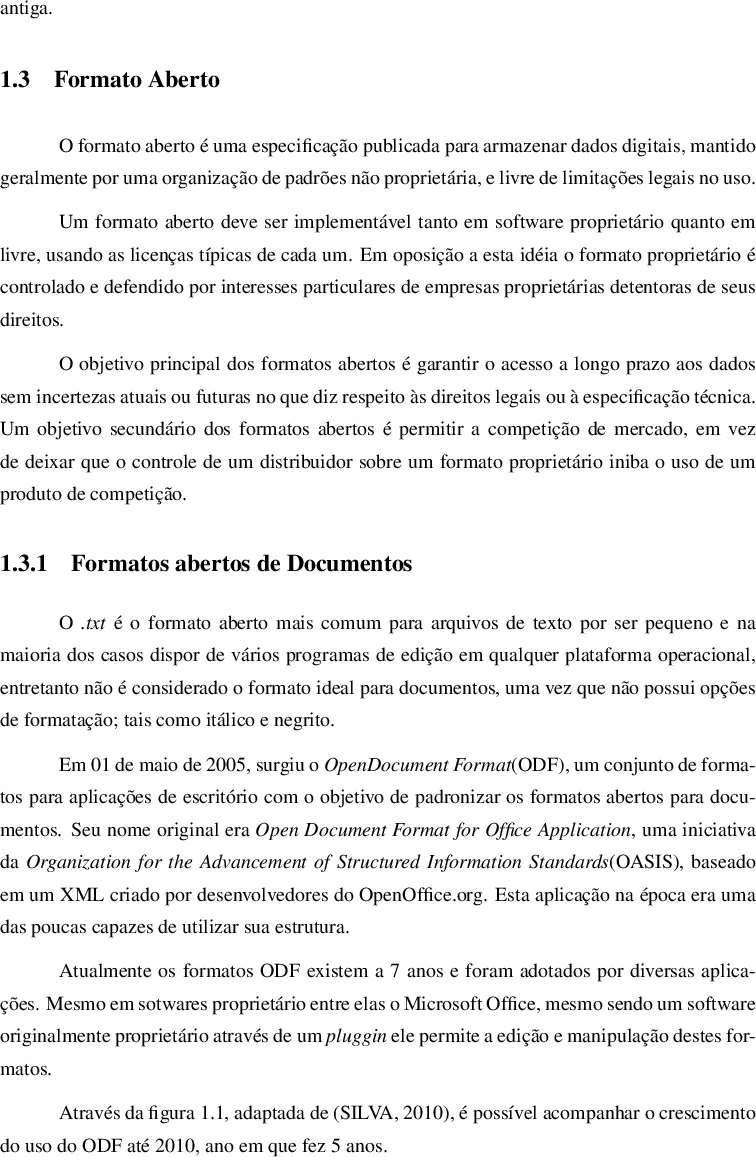 antiga.
1.3 Formato Aberto
O formato aberto é uma especificação publicada para armazenar dados digitais, mantido
geralmente por uma organização de padrões não proprietária, e livre de limitações legais no uso.
Um formato aberto deve ser implementável tanto em software proprietário quanto em
livre, usando as licenças típicas de cada um. Em oposição a esta idéia o formato proprietário é
controlado e defendido por interesses particulares de empresas proprietárias detentoras de seus
direitos.
O objetivo principal dos formatos abertos é garantir o acesso a longo prazo aos dados
sem incertezas atuais ou futuras no que diz respeito às direitos legais ou à especificação técnica.
Um objetivo secundário dos formatos abertos é permitir a competição de mercado, em vez
de deixar que o controle de um distribuidor sobre um formato proprietário iniba o uso de um
produto de competição.
1.3.1 Formatos abertos de Documentos
O .txt é o formato aberto mais comum para arquivos de texto por ser pequeno e na
maioria dos casos dispor de vários programas de edição em qualquer plataforma operacional,
entretanto não é considerado o formato ideal para documentos, uma vez que não possui opções
de formatação; tais como itálico e negrito.
Em 01 de maio de 2005, surgiu o OpenDocument Format(ODF), um conjunto de forma-
tos para aplicações de escritório com o objetivo de padronizar os formatos abertos para docu-
mentos. Seu nome original era Open Document Format for Office Application, uma iniciativa
da Organization for the Advancement of Structured Information Standards(OASIS), baseado
em um XML criado por desenvolvedores do OpenOffice.org. Esta aplicação na época era uma
das poucas capazes de utilizar sua estrutura.
Atualmente os formatos ODF existem a 7 anos e foram adotados por diversas aplica-
ções. Mesmo em sotwares proprietário entre elas o Microsoft Office, mesmo sendo um software
originalmente proprietário através de um pluggin ele permite a edição e manipulação destes for-
matos.
Através da figura 1.1, adaptada de (SILVA, 2010), é possível acompanhar o crescimento
do uso do ODF até 2010, ano em que fez 5 anos.